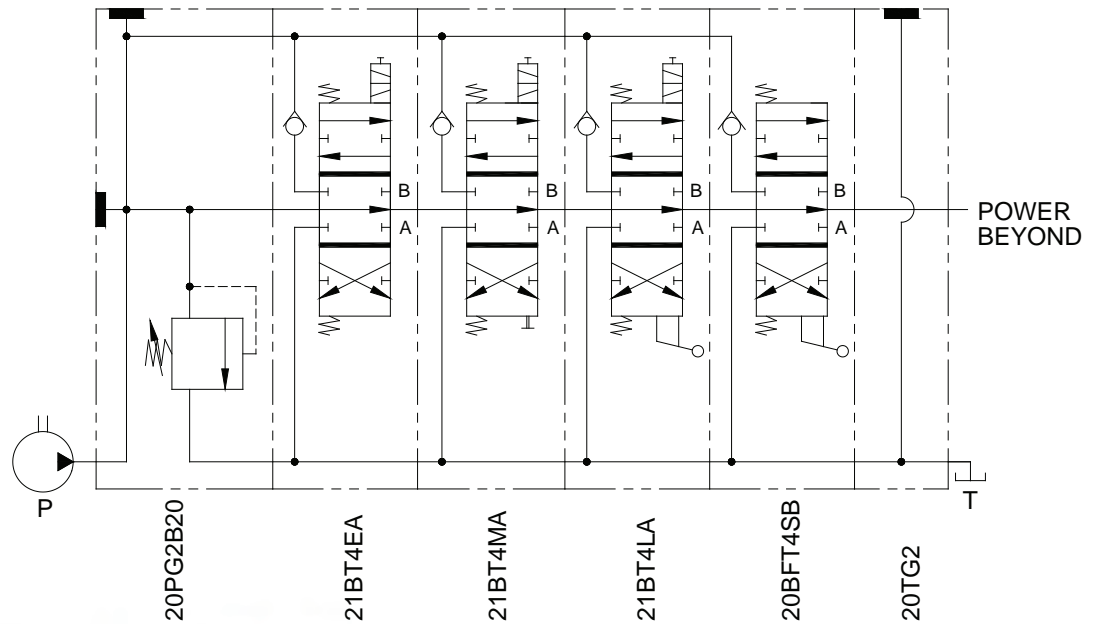 B
A
B
A
B
A
B
A
POWER
BEYOND
P
T
20PG2B20
21BT4EA
21BT4MA
21BT4LA
20BFT4SB
20TG2